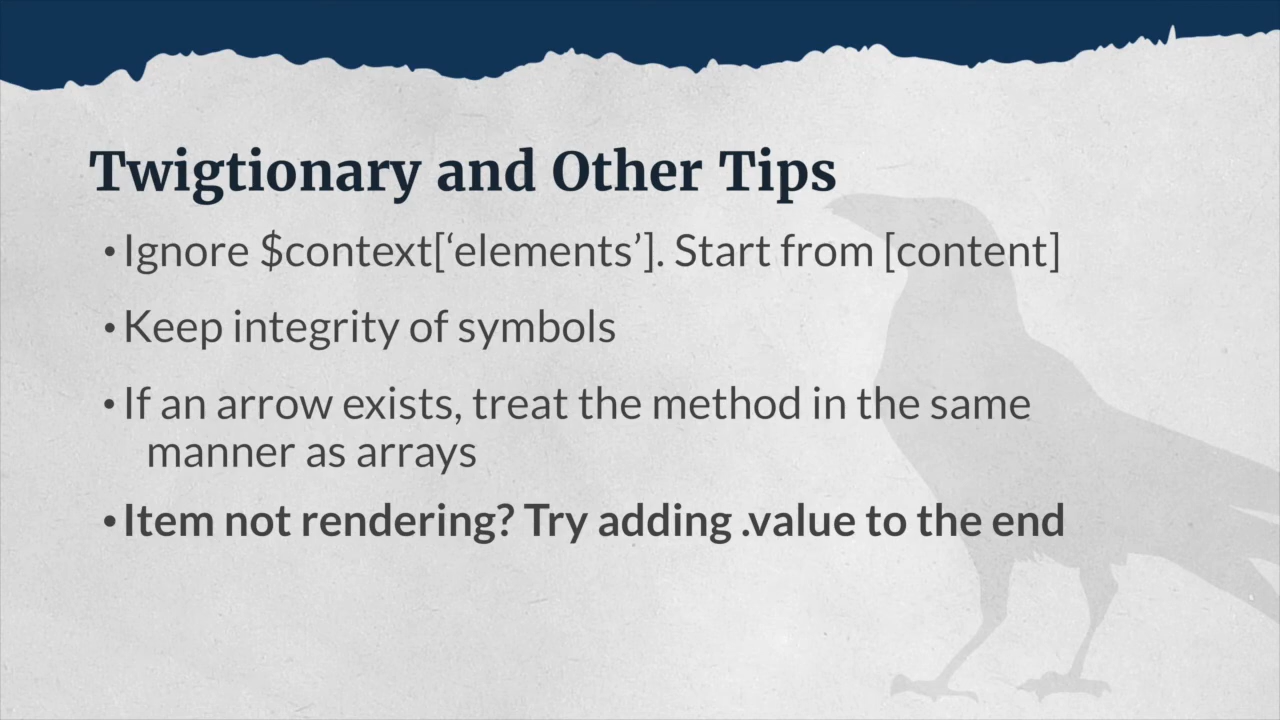 Twigtionary and Other Tips
• Ignore $context[‘elements’]. Start from [content]
• Keep integrity of symbols
• If an arrow exists, treat the method in the same
manner as arrays
• Item not rendering? Try adding .value to the end